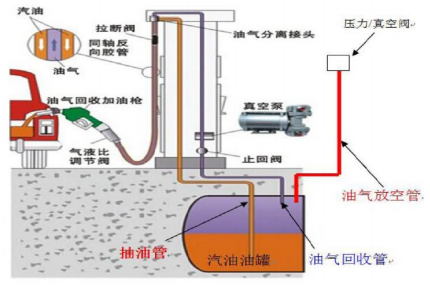 汽油
拉断阀
同轴反
向胶管
油气
油气分离接头
压力/真空阀
油气回收加油枪
真空泵
气液比
调节阀
止回阀
油气放空管
抽油管
汽油油罐
油气回收管